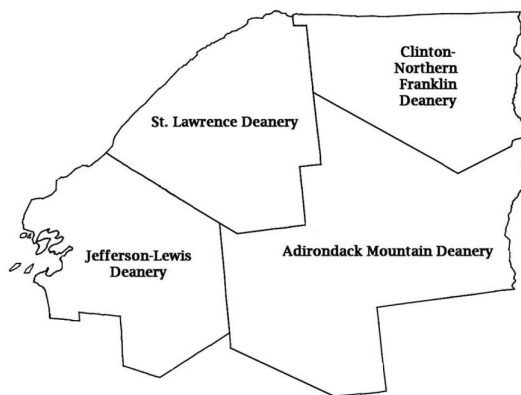 Clinton-
Northern
Franklin
Deanery
St. Lawrence Deanery
Jefferson-Lewis
Deanery
Adirondack Mountain Deanery